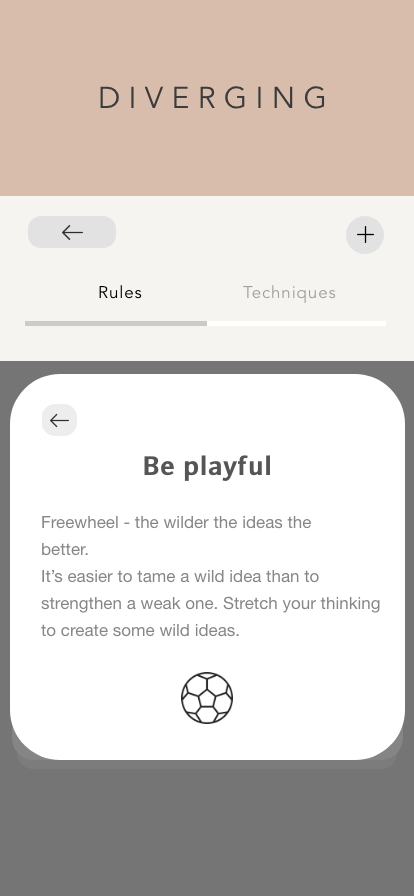 DIVERGING
Rules
Techniques
Be playful
Freewheel - the wilder the ideas the
better.
It’s easier to tame a wild idea than to
strengthen a weak one. Stretch your thinking
to create some wild ideas.